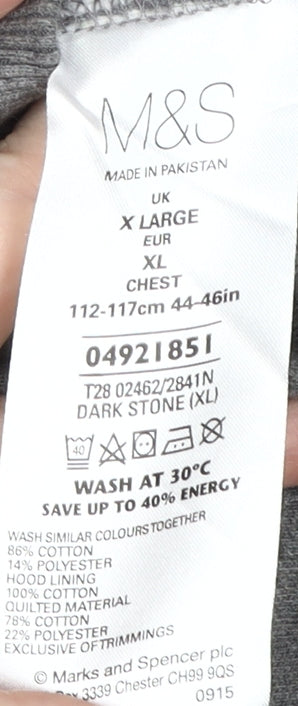 M&S
MADE IN PAKISTAN
UK
X LARGE
EUR
XL
CHEST
112-117cm 44-46in
04921851
T28 02462/2841N
DARK STONE (XL)
40
WASH AT 30°C
SAVE UP TO 40% ENERGY
WASH SIMILAR COLOURS TOGETHER
86% COTTON
14% POLYESTER
HOOD LINING
100% COTTON
QUILTED MATERIAL
78% COTTON
22% POLYESTER
EXCLUSIVE OF TRIMMINGS
© Marks and Spencer plc
3339 Chester CH99 9QS
0915